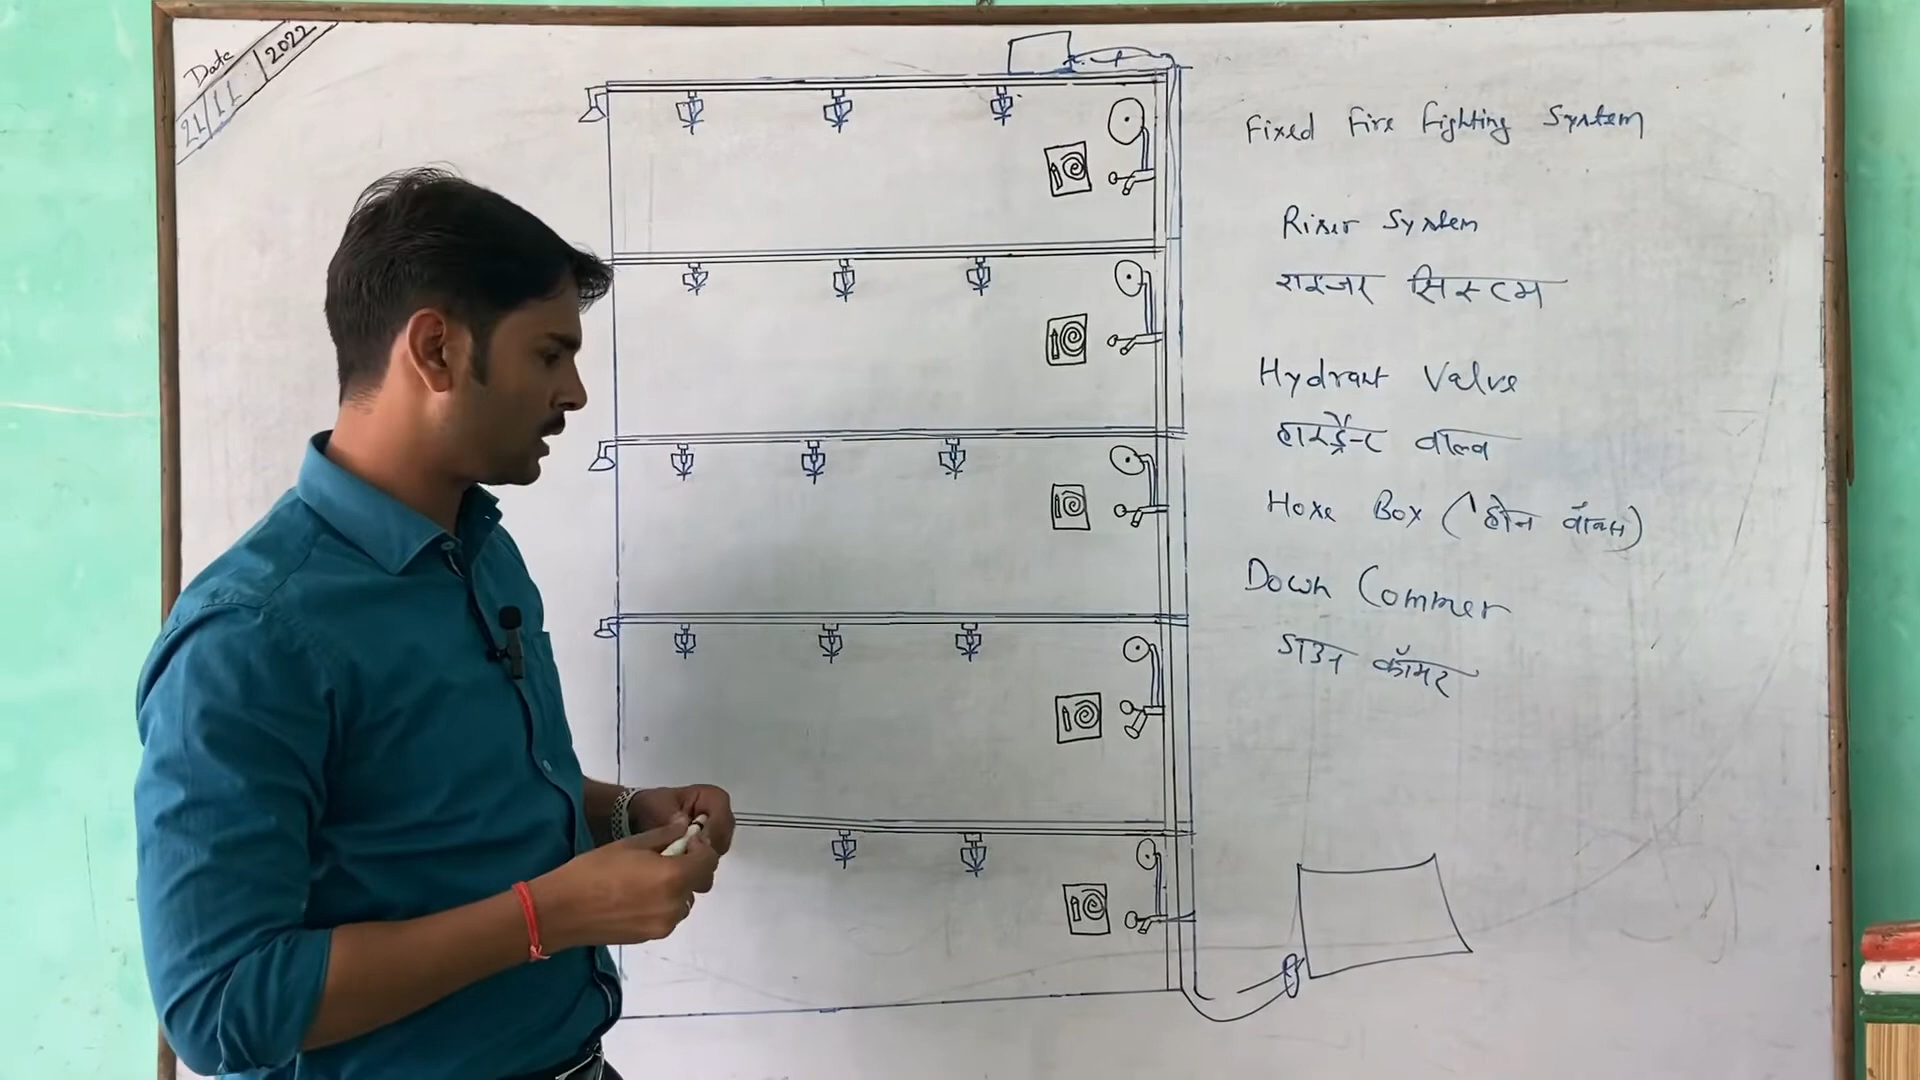 Date
21/11/2022
Fixed Fire Fighting System
Riser System
राइजर सिस्टम
Hydrant Valve
हाइड्रेन्ट वाल्व
Hose Box (होज बॉक्स)
Down Commer
डाउन कॉमर